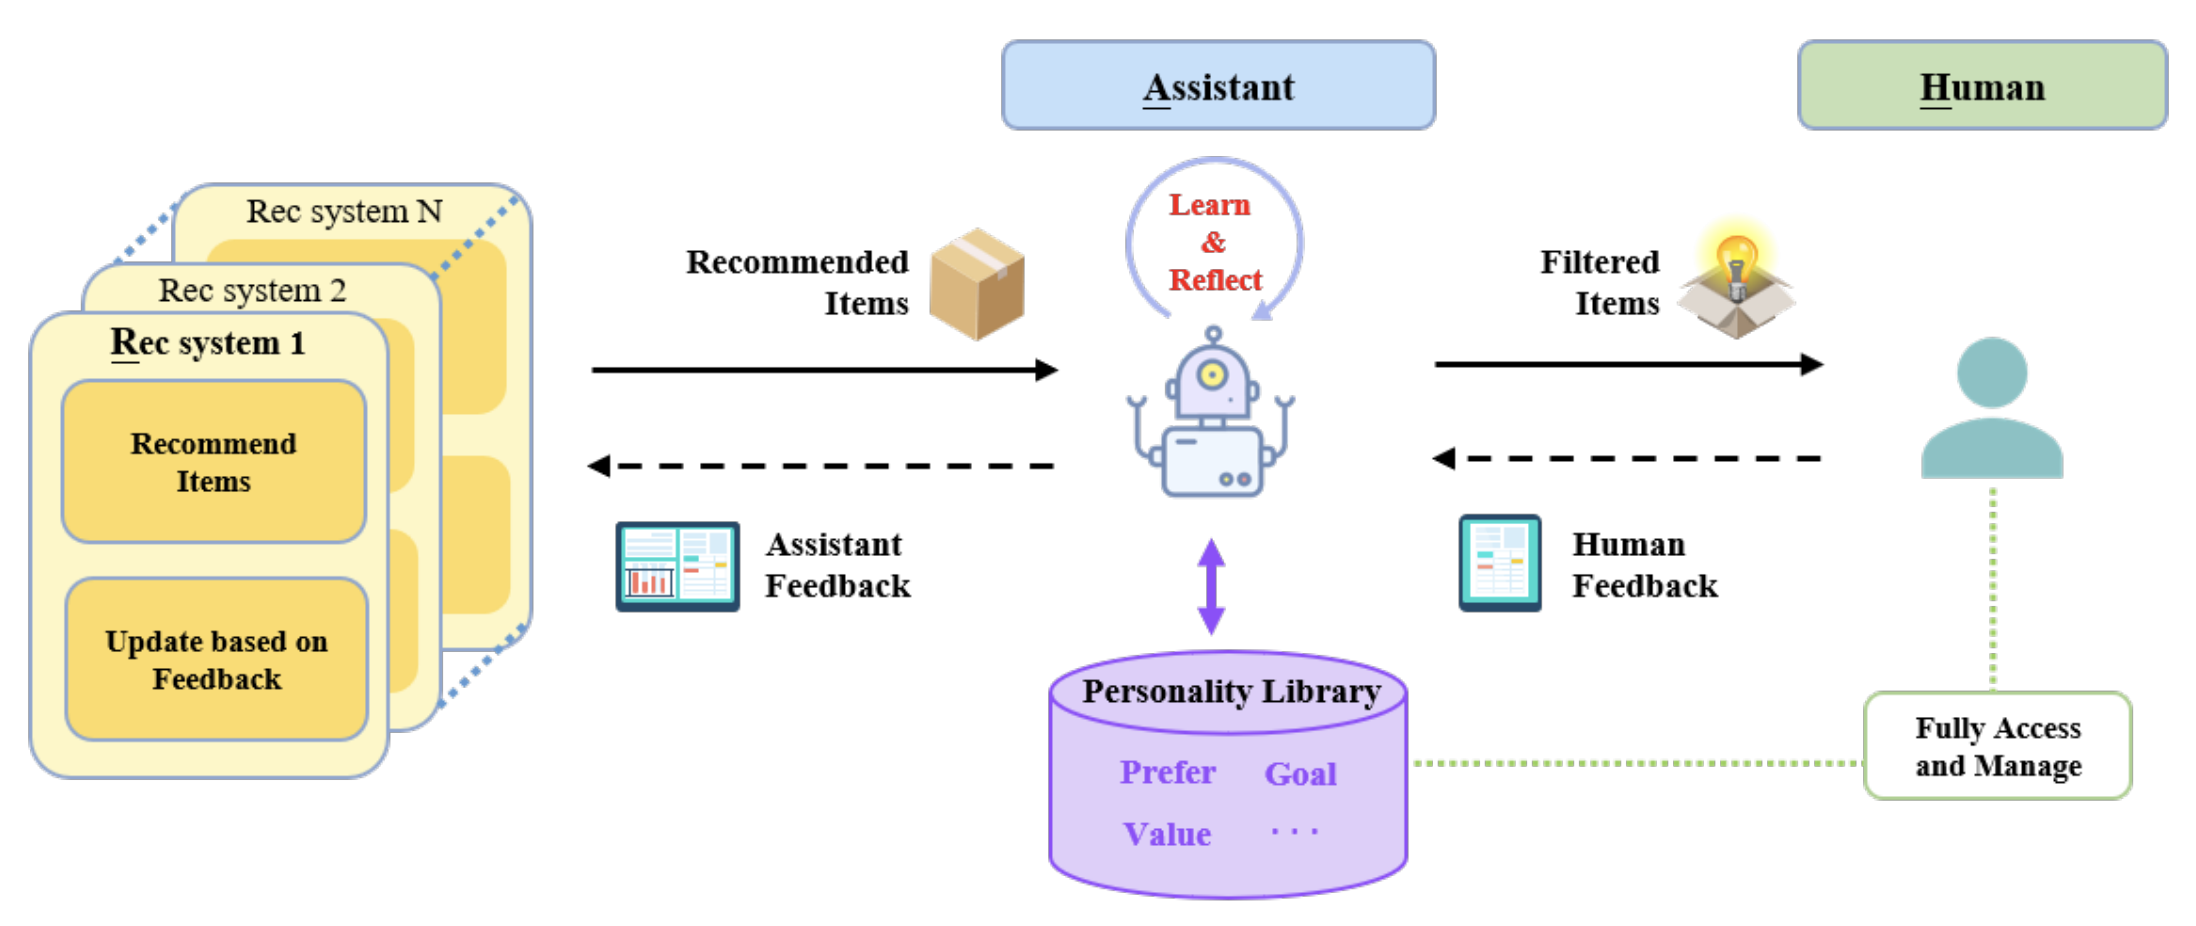 Assistant
Human
Rec system N
Rec system 2
Rec system 1
Recommend
Items
Update based on
Feedback
Recommended
Items
Assistant
Feedback
Learn
&
Reflect
Filtered
Items
Human
Feedback
Personality Library
Prefer Goal
Value ...
Fully Access
and Manage